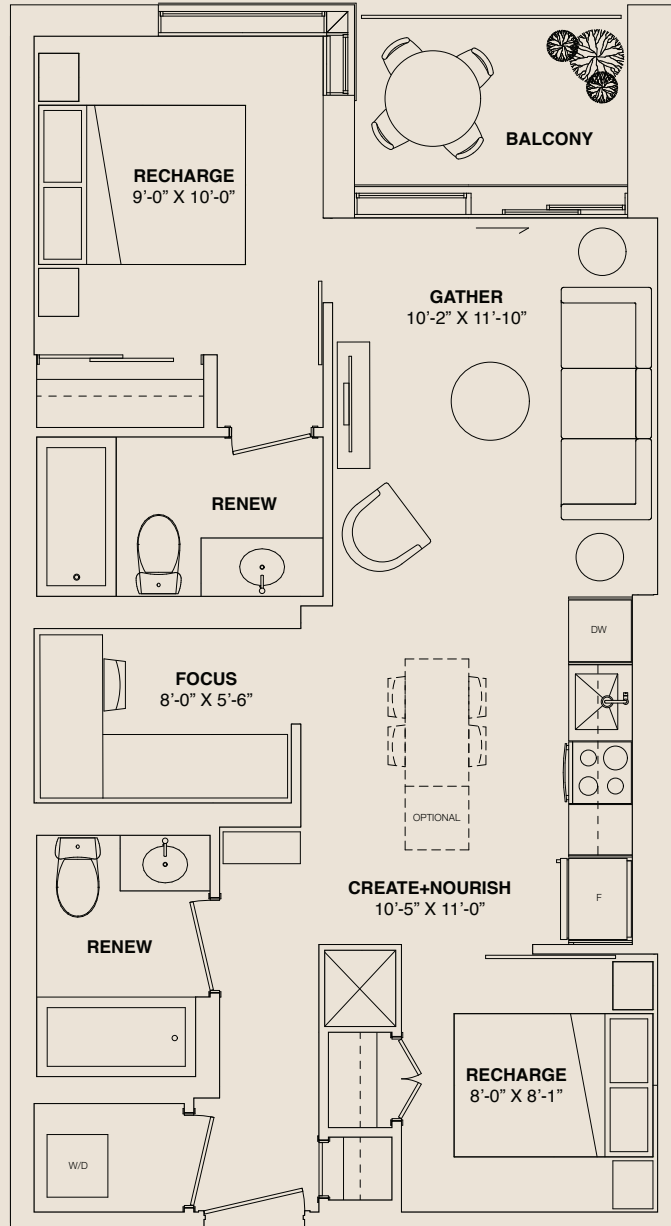 BALCONY
RECHARGE
9’-0” X 10’-0”
GATHER
10’-2” X 11’-10”
RENEW
DW
FOCUS
8’-0” X 5’-6”
OPTIONAL
CREATE+NOURISH
10’-5” X 11’-0”
F
RENEW
RECHARGE
8’-0” X 8’-1”
W/D